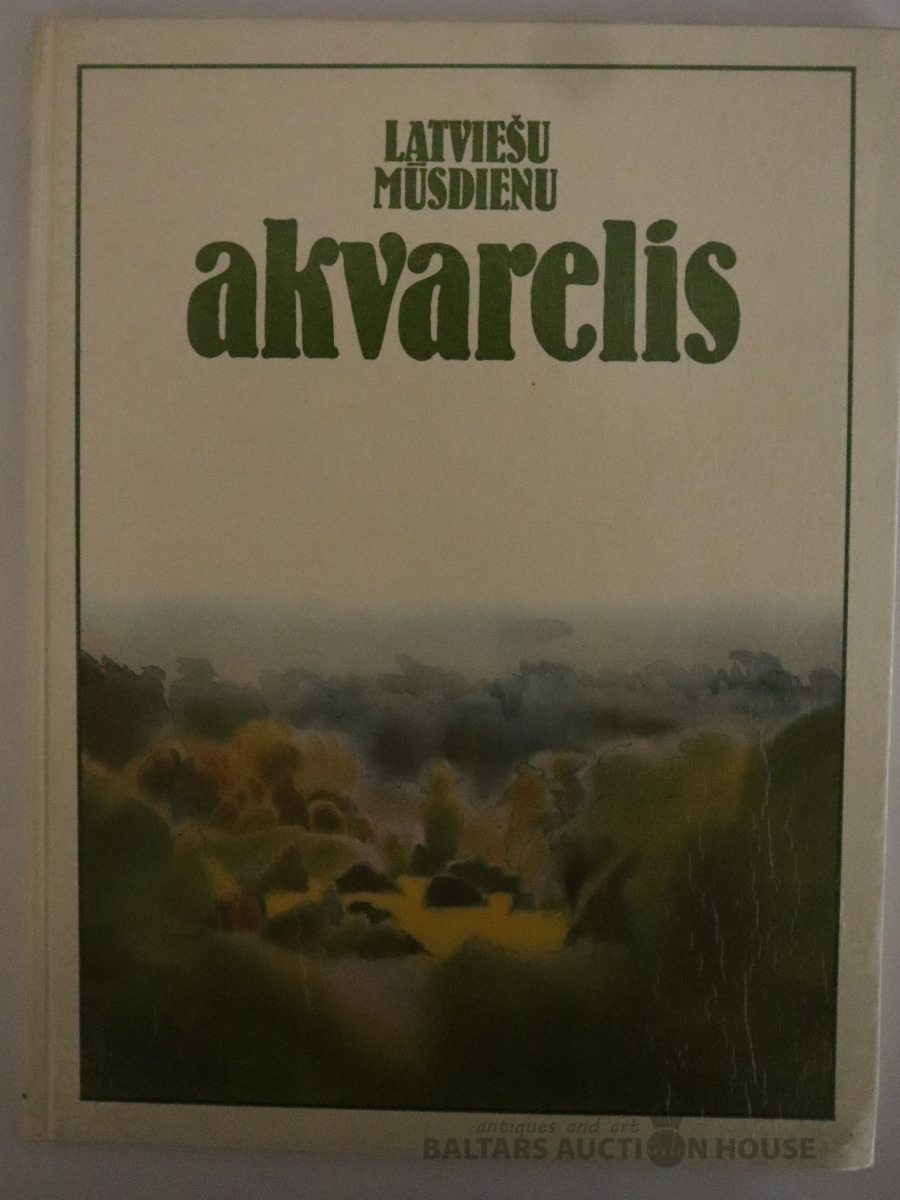 LATVIEŠU
MŪSDIENU
akvarelis
antiques and art
BALTARS AUCTION HOUSE